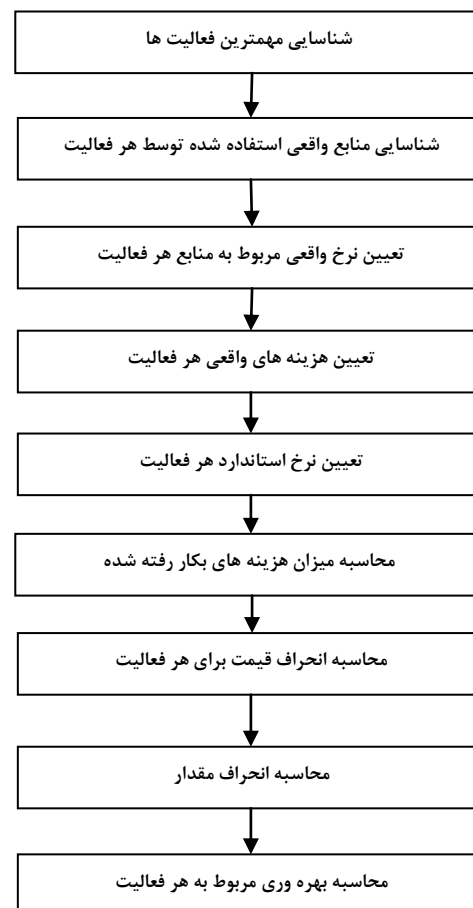 شناسایی مهمترین فعالیت ها
شناسایی منابع واقعی استفاده شده توسط هر فعالیت
تعیین نرخ واقعی مربوط به منابع هر فعالیت
تعیین هزینه های واقعی هر فعالیت
تعیین نرخ استاندارد هر فعالیت
محاسبه میزان هزینه های بکار رفته شده
محاسبه انحراف قیمت برای هر فعالیت
محاسبه انحراف مقدار
محاسبه بهره وری مربوط به هر فعالیت